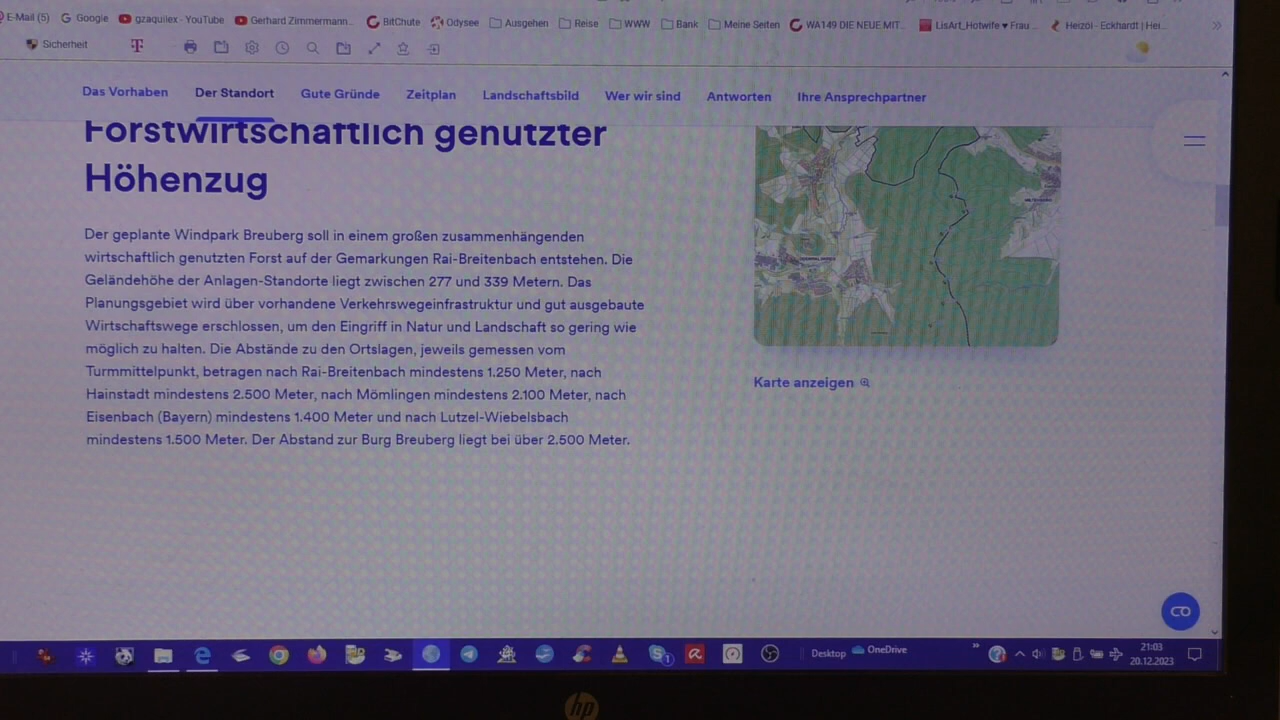 E-Mail (5) Google gzaquilex - YouTube Gerhard Zimmermann... BitChute Odysee Ausgehen Reise WWW Bank Meine Seiten WA149 DIE NEUE MIT... LisArt_Hotwife ♥ Frau ... Heizöl - Eckhardt | Hei...
Sicherheit
Das Vorhaben Der Standort Gute Gründe Zeitplan Landschaftsbild Wer wir sind Antworten Ihre Ansprechpartner
Forstwirtschaftlich genutzter
Höhenzug
Der geplante Windpark Breuberg soll in einem großen zusammenhängenden
wirtschaftlich genutzten Forst auf der Gemarkungen Rai-Breitenbach entstehen. Die
Geländehöhe der Anlagen-Standorte liegt zwischen 277 und 339 Metern. Das
Planungsgebiet wird über vorhandene Verkehrswegeinfrastruktur und gut ausgebaute
Wirtschaftswege erschlossen, um den Eingriff in Natur und Landschaft so gering wie
möglich zu halten. Die Abstände zu den Ortslagen, jeweils gemessen vom
Turmmittelpunkt, betragen nach Rai-Breitenbach mindestens 1.250 Meter, nach
Hainstadt mindestens 2.500 Meter, nach Mömlingen mindestens 2.100 Meter, nach
Eisenbach (Bayern) mindestens 1.400 Meter und nach Lutzel-Wiebelsbach
mindestens 1.500 Meter. Der Abstand zur Burg Breuberg liegt bei über 2.500 Meter.
Karte anzeigen
Desktop OneDrive
21:03
20.12.2023
hp